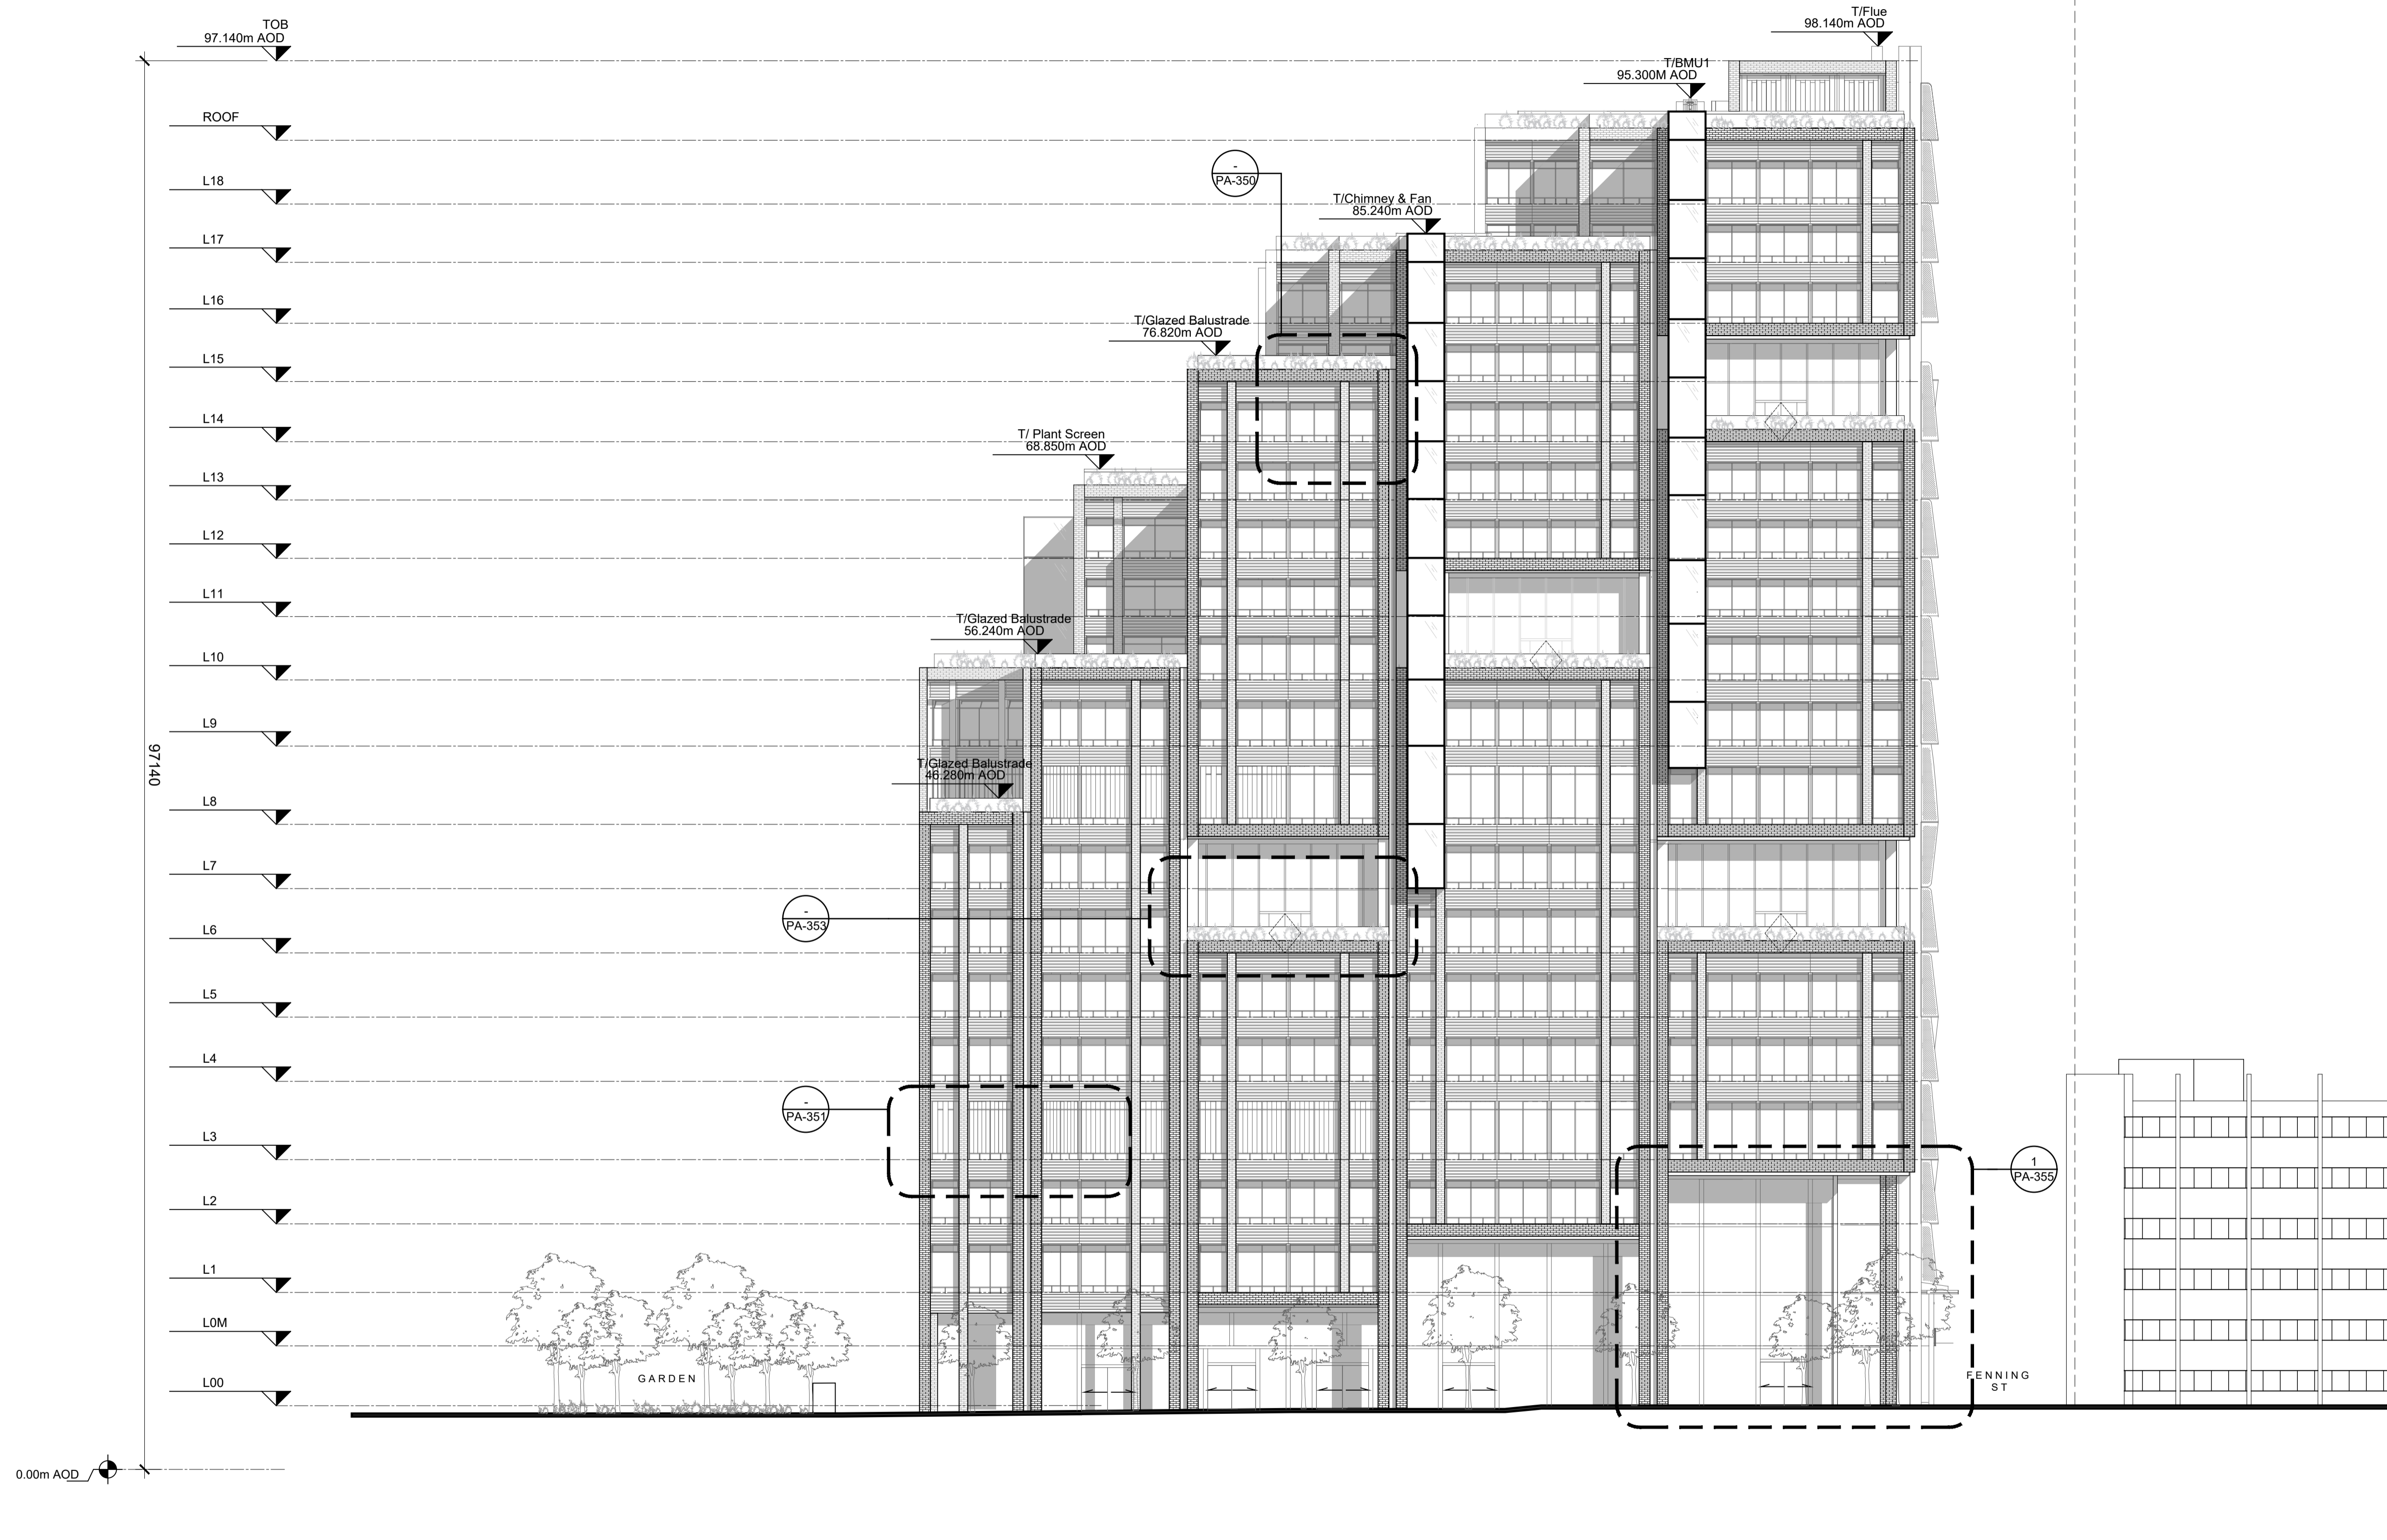 TOB
97.140m AOD
T/Flue
98.140m AOD
T/BMU1
95.300M AOD
ROOF
-
PA-350
L18
T/Chimney & Fan
85.240m AOD
L17
L16
T/Glazed Balustrade
76.820m AOD
L15
L14
T/ Plant Screen
68.850m AOD
L13
L12
L11
T/Glazed Balustrade
56.240m AOD
L10
L9
97140
T/Glazed Balustrade
46.280m AOD
L8
L7
-
PA-353
L6
L5
L4
-
PA-351
L3
1
PA-355
L2
L1
L0M
GARDEN
FENNING
ST
L00
0.00m AOD